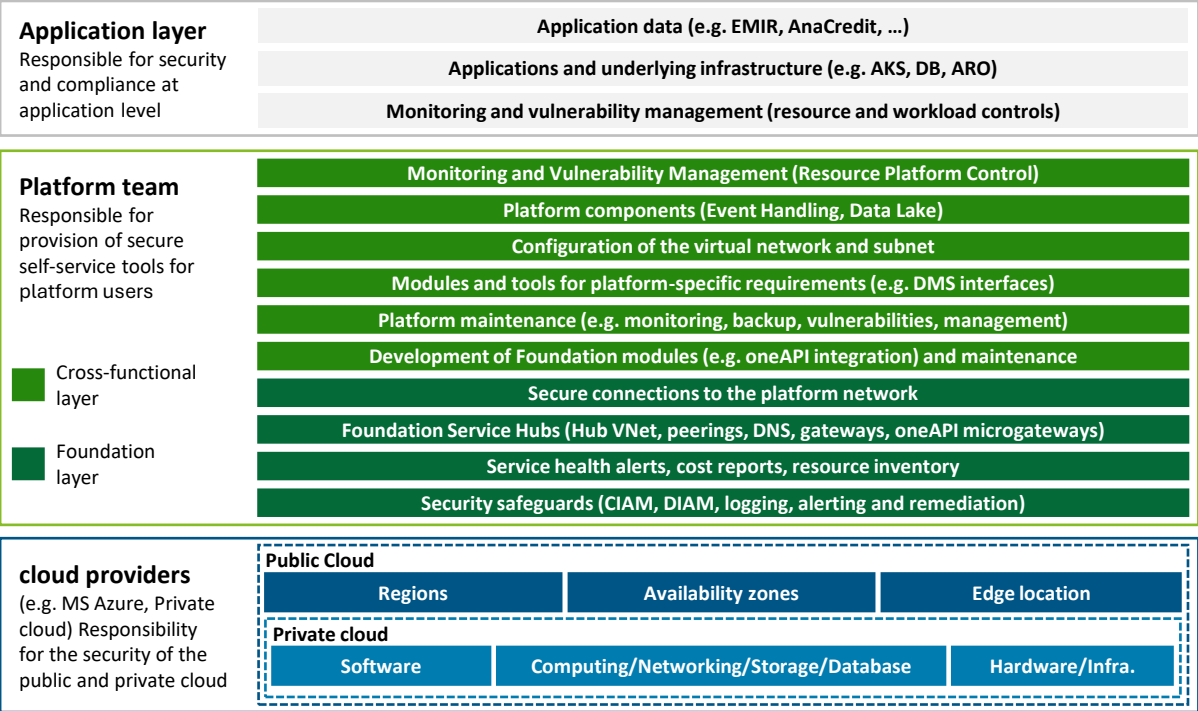 Application layer
Responsible for security
and compliance at
application level
Application data (e.g. EMIR, AnaCredit, …)
Applications and underlying infrastructure (e.g. AKS, DB, ARO)
Monitoring and vulnerability management (resource and workload controls)
Platform team
Responsible for
provision of secure
self-service tools for
platform users
Cross-functional
layer
Foundation
layer
Monitoring and Vulnerability Management (Resource Platform Control)
Platform components (Event Handling, Data Lake)
Configuration of the virtual network and subnet
Modules and tools for platform-specific requirements (e.g. DMS interfaces)
Platform maintenance (e.g. monitoring, backup, vulnerabilities, management)
Development of Foundation modules (e.g. oneAPI integration) and maintenance
Secure connections to the platform network
Foundation Service Hubs (Hub VNet, peerings, DNS, gateways, oneAPI microgateways)
Service health alerts, cost reports, resource inventory
Security safeguards (CIAM, DIAM, logging, alerting and remediation)
cloud providers
(e.g. MS Azure, Private
cloud) Responsibility
for the security of the
public and private cloud
Public Cloud
Regions
Availability zones
Edge location
Private cloud
Software
Computing/Networking/Storage/Database
Hardware/Infra.